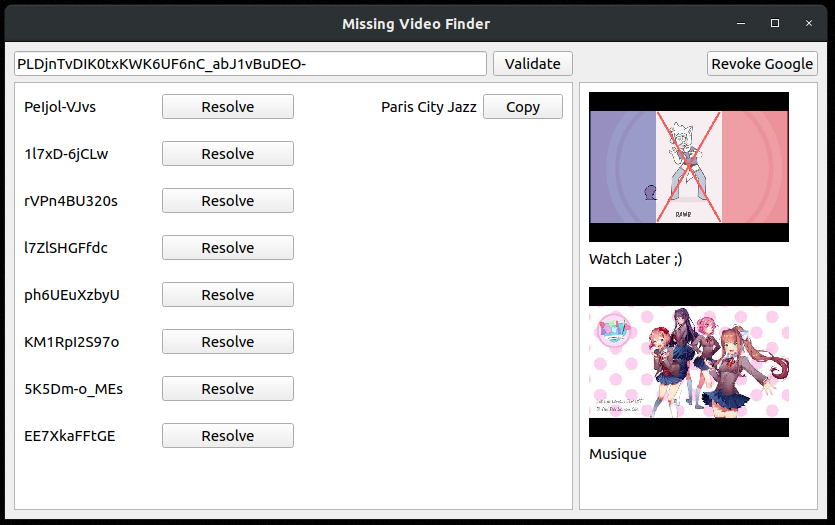 Missing Video Finder
PLDjnTvDIK0txKWK6UF6nC_abJ1vBuDEO- Validate Revoke Google
PeIjol-VJvs Resolve Paris City Jazz Copy
1l7xD-6jCLw Resolve
rVPn4BU320s Resolve
l7ZlSHGFfdc Resolve
ph6UEuXzbyU Resolve
KM1RpI2S97o Resolve
5K5Dm-o_MEs Resolve
EE7XkaFFtGE Resolve
RAWR
Watch Later ;)
Musique